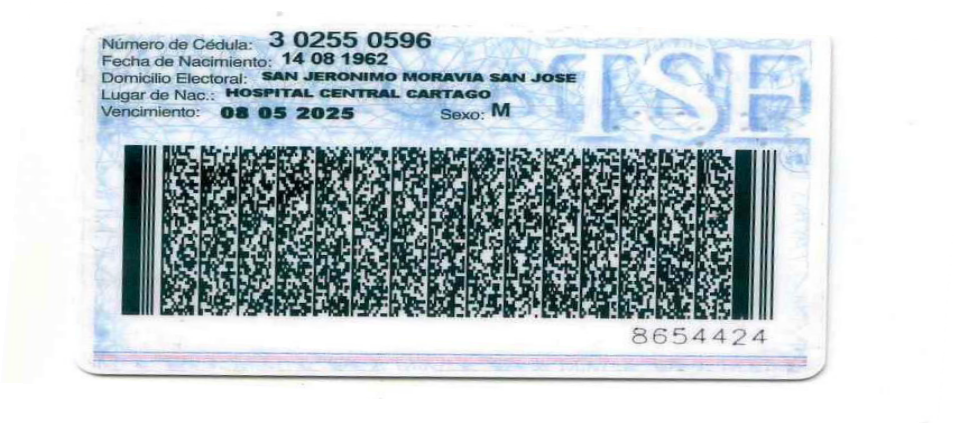 Número de Cédula: 3 0255 0596
Fecha de Nacimiento: 14 08 1962
Domicilio Electoral: SAN JERONIMO MORAVIA SAN JOSE
Lugar de Nac.: HOSPITAL CENTRAL CARTAGO
Vencimiento: 08 05 2025 Sexo: M
TSE
8654424